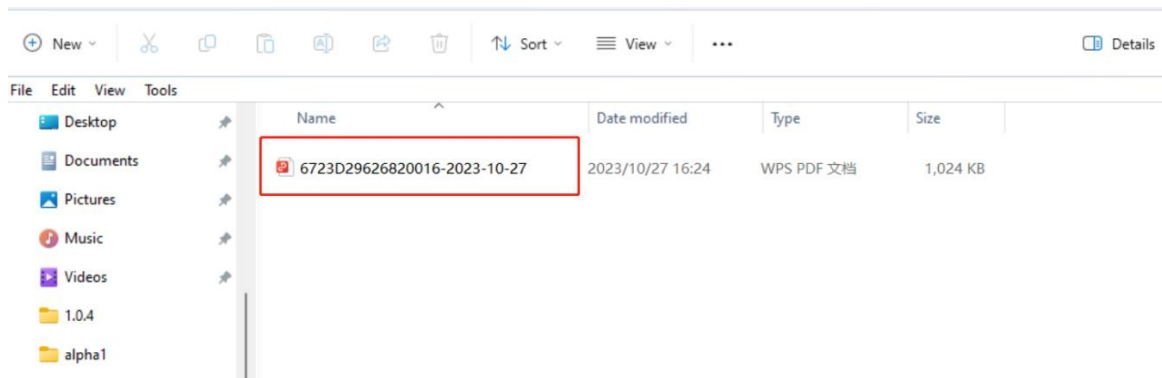 New Sort View ... Details
File Edit View Tools
Name Date modified Type Size
Desktop
6723D29626820016-2023-10-27 2023/10/27 16:24 WPS PDF 文档 1,024 KB
Documents
Pictures
Music
Videos
1.0.4
alpha1